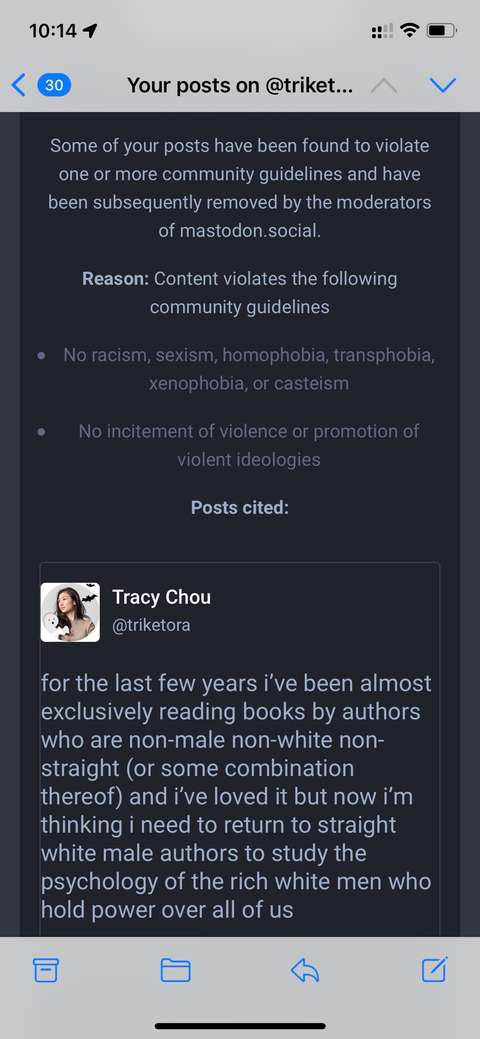 10:14
30
Your posts on @triket...
Some of your posts have been found to violate
one or more community guidelines and have
been subsequently removed by the moderators
of mastodon.social.
Reason: Content violates the following
community guidelines
No racism, sexism, homophobia, transphobia,
xenophobia, or casteism
No incitement of violence or promotion of
violent ideologies
Posts cited:
Tracy Chou
@triketora
for the last few years i’ve been almost
exclusively reading books by authors
who are non-male non-white non-
straight (or some combination
thereof) and i’ve loved it but now i’m
thinking i need to return to straight
white male authors to study the
psychology of the rich white men who
hold power over all of us